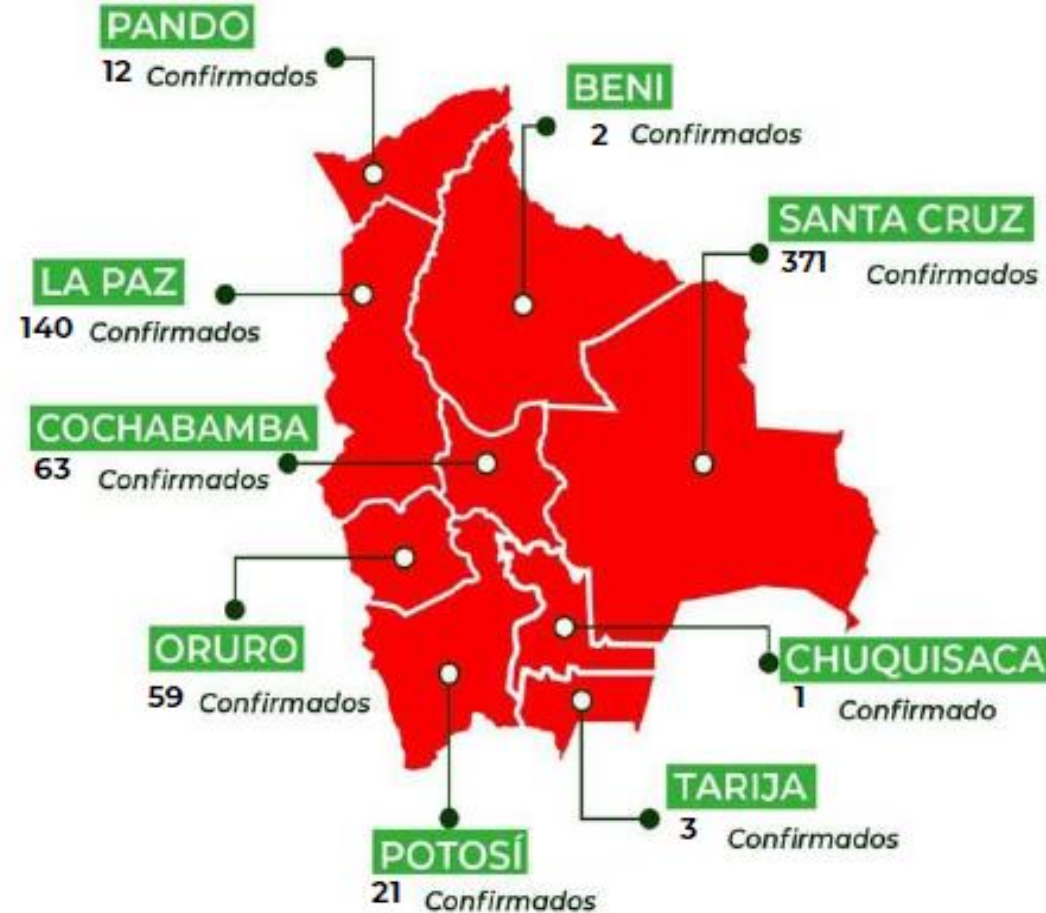 PANDO
12 Confirmados
BENI
2 Confirmados
SANTA CRUZ
371 Confirmados
LA PAZ
140 Confirmados
COCHABAMBA
63 Confirmados
ORURO
59 Confirmados
CHUQUISACA
1 Confirmado
TARIJA
3 Confirmados
POTOSÍ
21 Confirmados